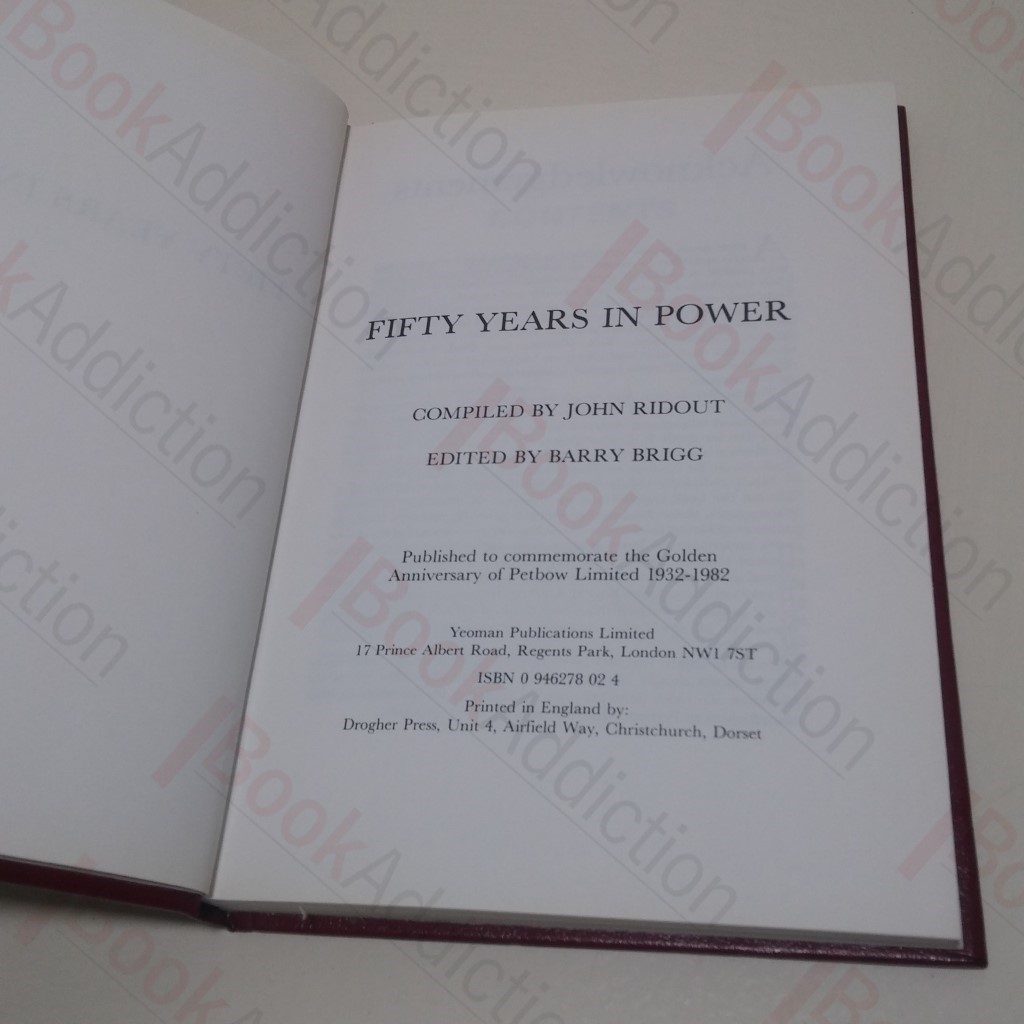 FIFTY YEARS IN POWER
COMPILED BY JOHN RIDOUT
EDITED BY BARRY BRIGG
Published to commemorate the Golden
Anniversary of Petbow Limited 1932-1982
Yeoman Publications Limited
17 Prince Albert Road, Regents Park, London NW1 7ST
ISBN 0 946278 02 4
Printed in England by:
Drogher Press, Unit 4, Airfield Way, Christchurch, Dorset
BookAddiction